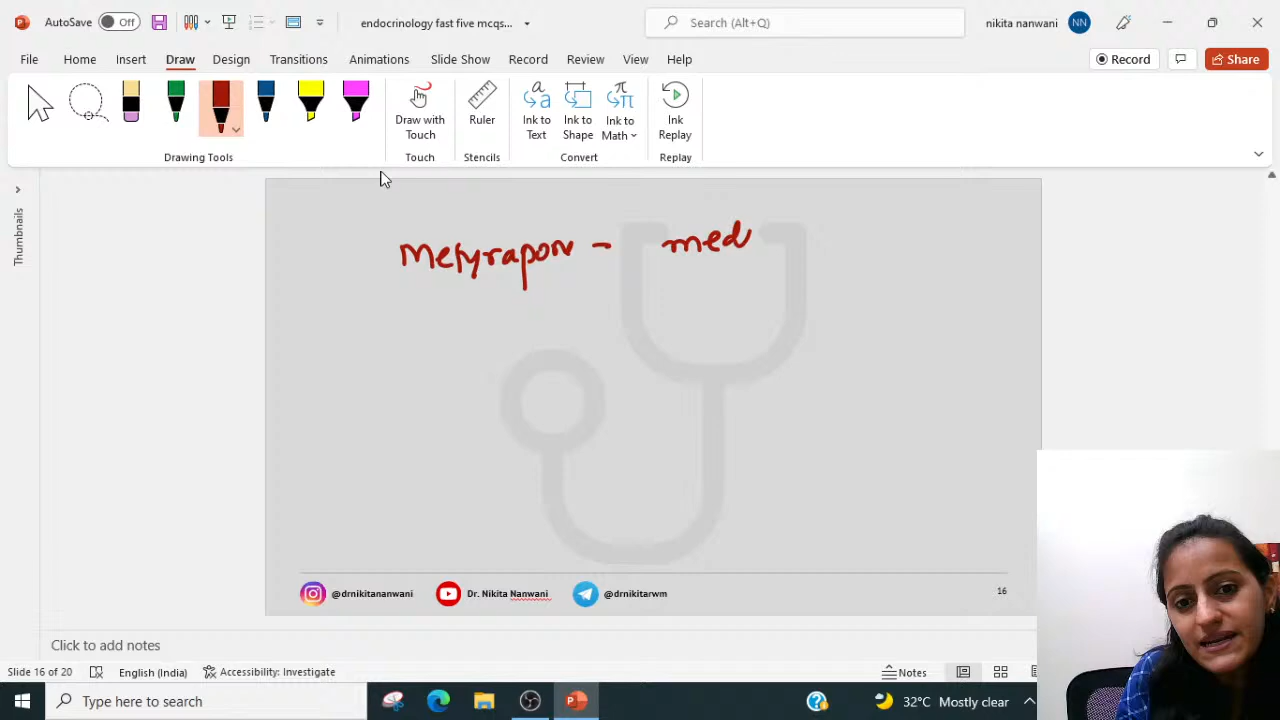 AutoSave Off endocrinology fast five mcqs... Search (Alt+Q) nikita nanwani NN
File Home Insert Draw Design Transitions Animations Slide Show Record Review View Help Record Share
Draw with Touch Ruler Ink to Text Ink to Shape Ink to Math Ink Replay
Drawing Tools Touch Stencils Convert Replay
Thumbnails
Metyrapone - med
@drnikitananwani Dr. Nikita Nanwani @drnikitarwm 16
Click to add notes
Slide 16 of 20 English (India) Accessibility: Investigate Notes
Type here to search 32°C Mostly clear